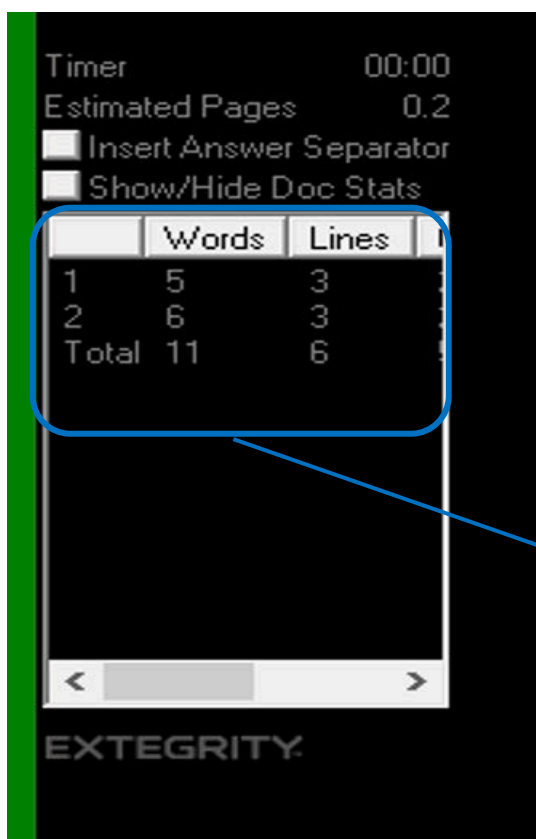 Timer 00:00
Estimated Pages 0.2
Insert Answer Separator
Show/Hide Doc Stats
Words Lines
1 5 3
2 6 3
Total 11 6
EXTEGRITY